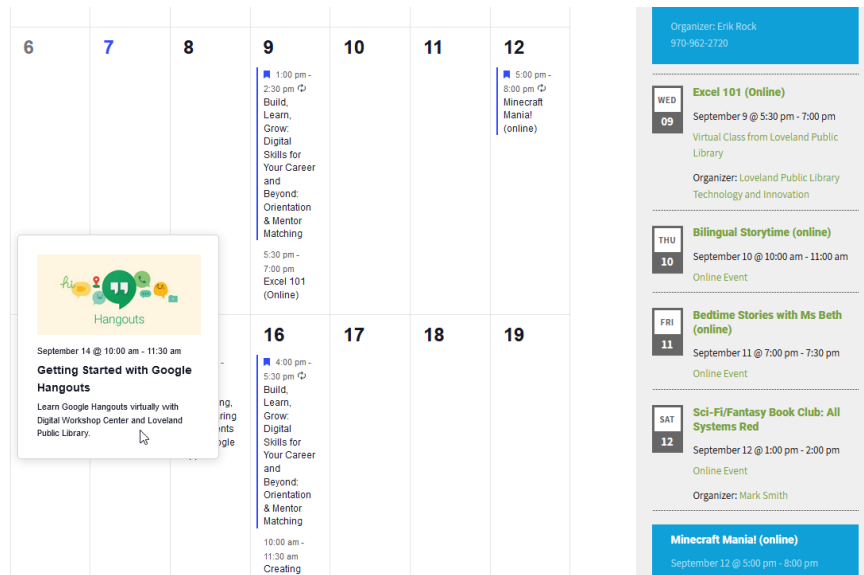 6
7
8
9
10
11
12
1:00 pm -
2:30 pm
Build,
Learn,
Grow:
Digital
Skills for
Your Career
and
Beyond:
Orientation
& Mentor
Matching
5:30 pm -
7:00 pm
Excel 101
(Online)
5:00 pm -
8:00 pm
Minecraft
Mania!
(online)
hi
Hangouts
September 14 @ 10:00 am - 11:30 am
Getting Started with Google
Hangouts
Learn Google Hangouts virtually with
Digital Workshop Center and Loveland
Public Library.
16
17
18
19
4:00 pm -
5:30 pm
Build,
Learn,
Grow:
Digital
Skills for
Your Career
and
Beyond:
Orientation
& Mentor
Matching
10:00 am -
11:30 am
Creating
Organizer: Erik Rock
970-962-2720
WED
09
Excel 101 (Online)
September 9 @ 5:30 pm - 7:00 pm
Virtual Class from Loveland Public
Library
Organizer: Loveland Public Library
Technology and Innovation
THU
10
Bilingual Storytime (online)
September 10 @ 10:00 am - 11:00 am
Online Event
FRI
11
Bedtime Stories with Ms Beth
(online)
September 11 @ 7:00 pm - 7:30 pm
Online Event
SAT
12
Sci-Fi/Fantasy Book Club: All
Systems Red
September 12 @ 1:00 pm - 2:00 pm
Online Event
Organizer: Mark Smith
Minecraft Mania! (online)
September 12 @ 5:00 pm - 8:00 pm